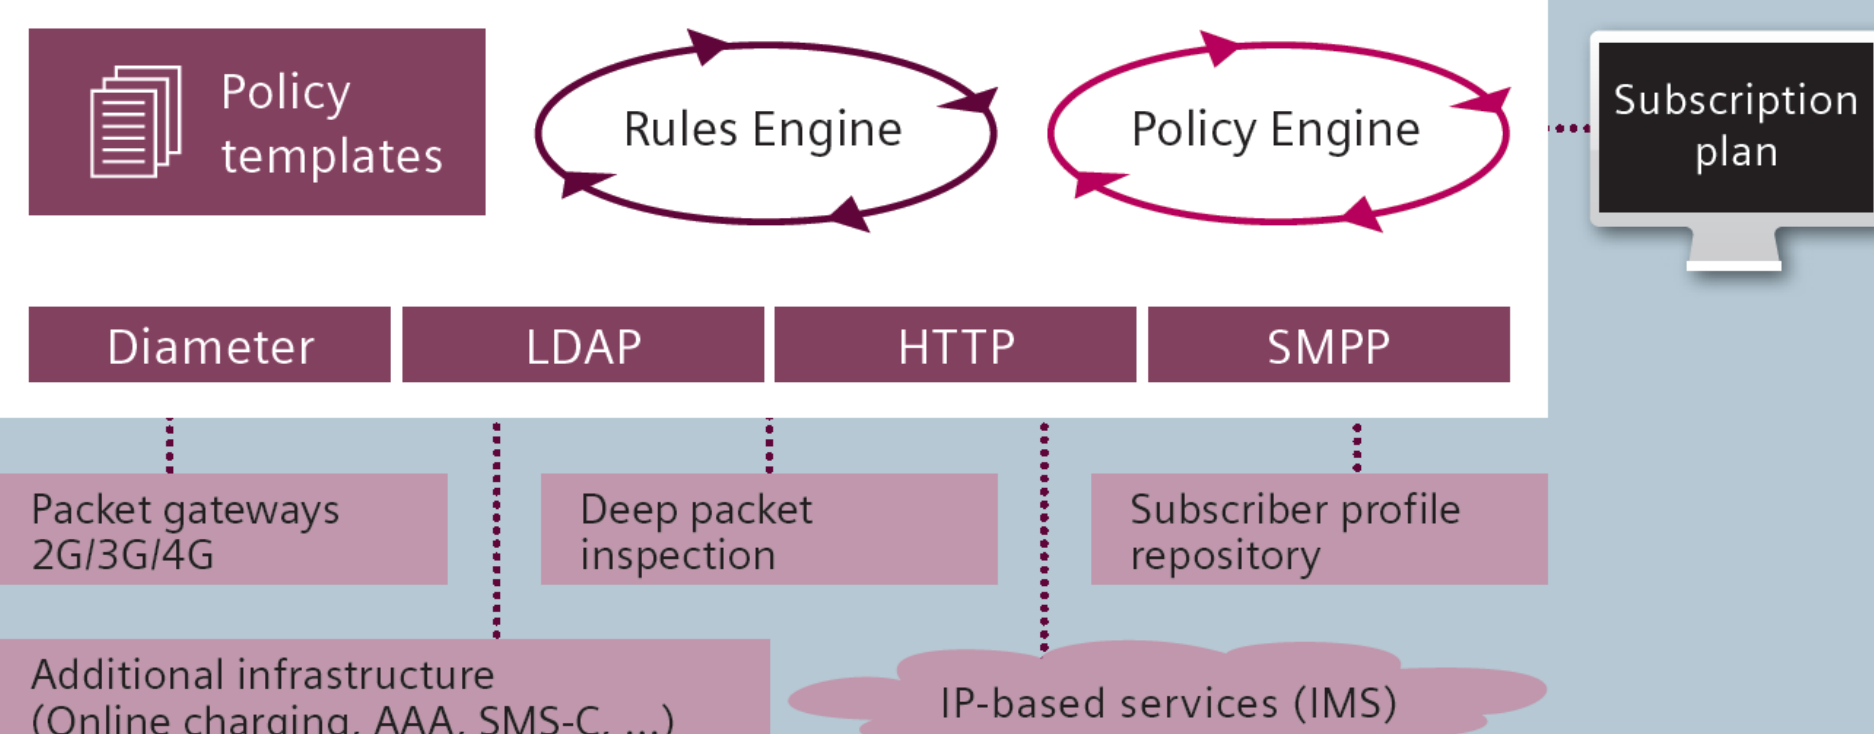 Policy
templates
Rules Engine
Policy Engine
Subscription
plan
Diameter
LDAP
HTTP
SMPP
Packet gateways
2G/3G/4G
Deep packet
inspection
Subscriber profile
repository
Additional infrastructure
(Online charging, AAA, SMS-C, ...)
IP-based services (IMS)